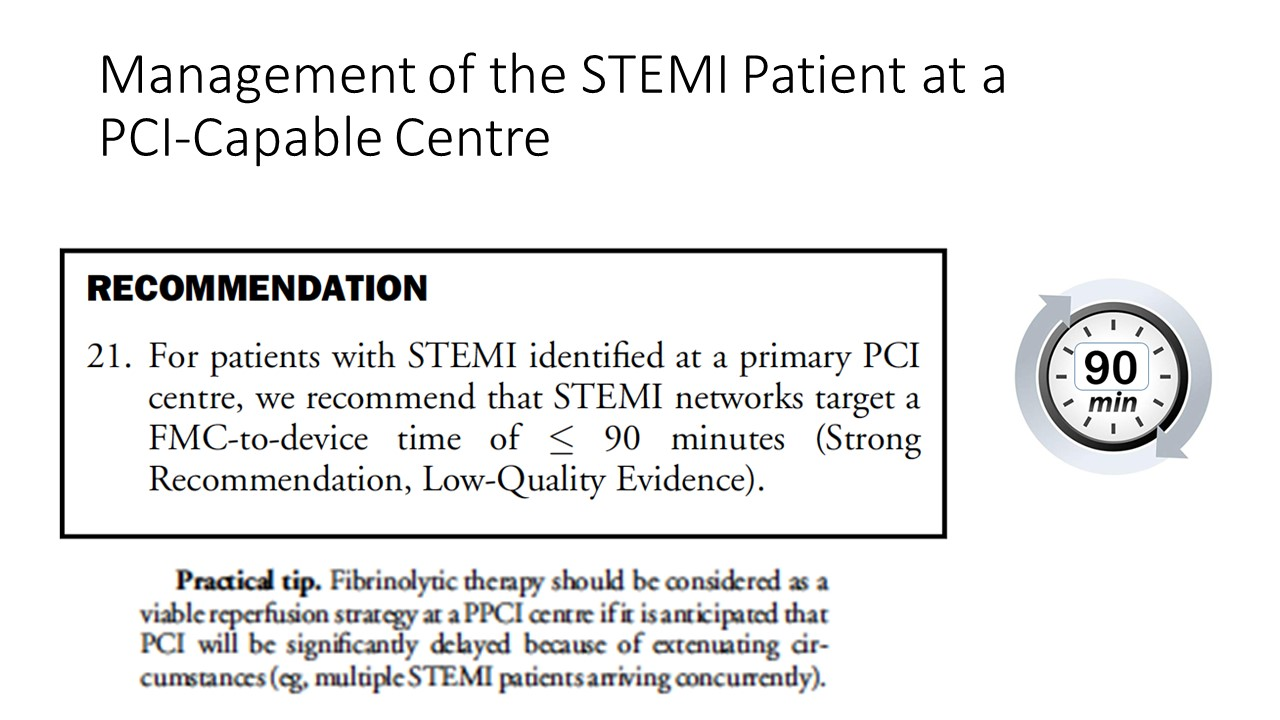 Management of the STEMI Patient at a
PCI-Capable Centre
RECOMMENDATION
21. For patients with STEMI identified at a primary PCI
centre, we recommend that STEMI networks target a
FMC-to-device time of ≤ 90 minutes (Strong
Recommendation, Low-Quality Evidence).
90
min
Practical tip. Fibrinolytic therapy should be considered as a
viable reperfusion strategy at a PPCI centre if it is anticipated that
PCI will be significantly delayed because of extenuating cir-
cumstances (eg, multiple STEMI patients arriving concurrently).